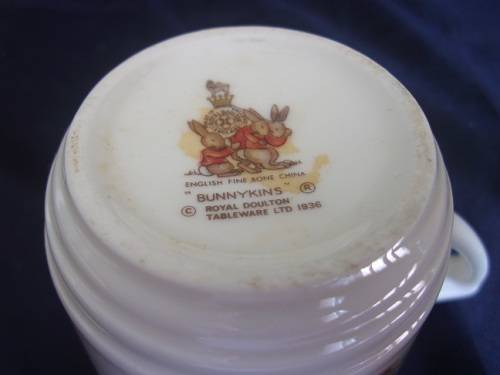 ENGLISH FINE BONE CHINA
"BUNNYKINS" ®
© ROYAL DOULTON
TABLEWARE LTD 1936